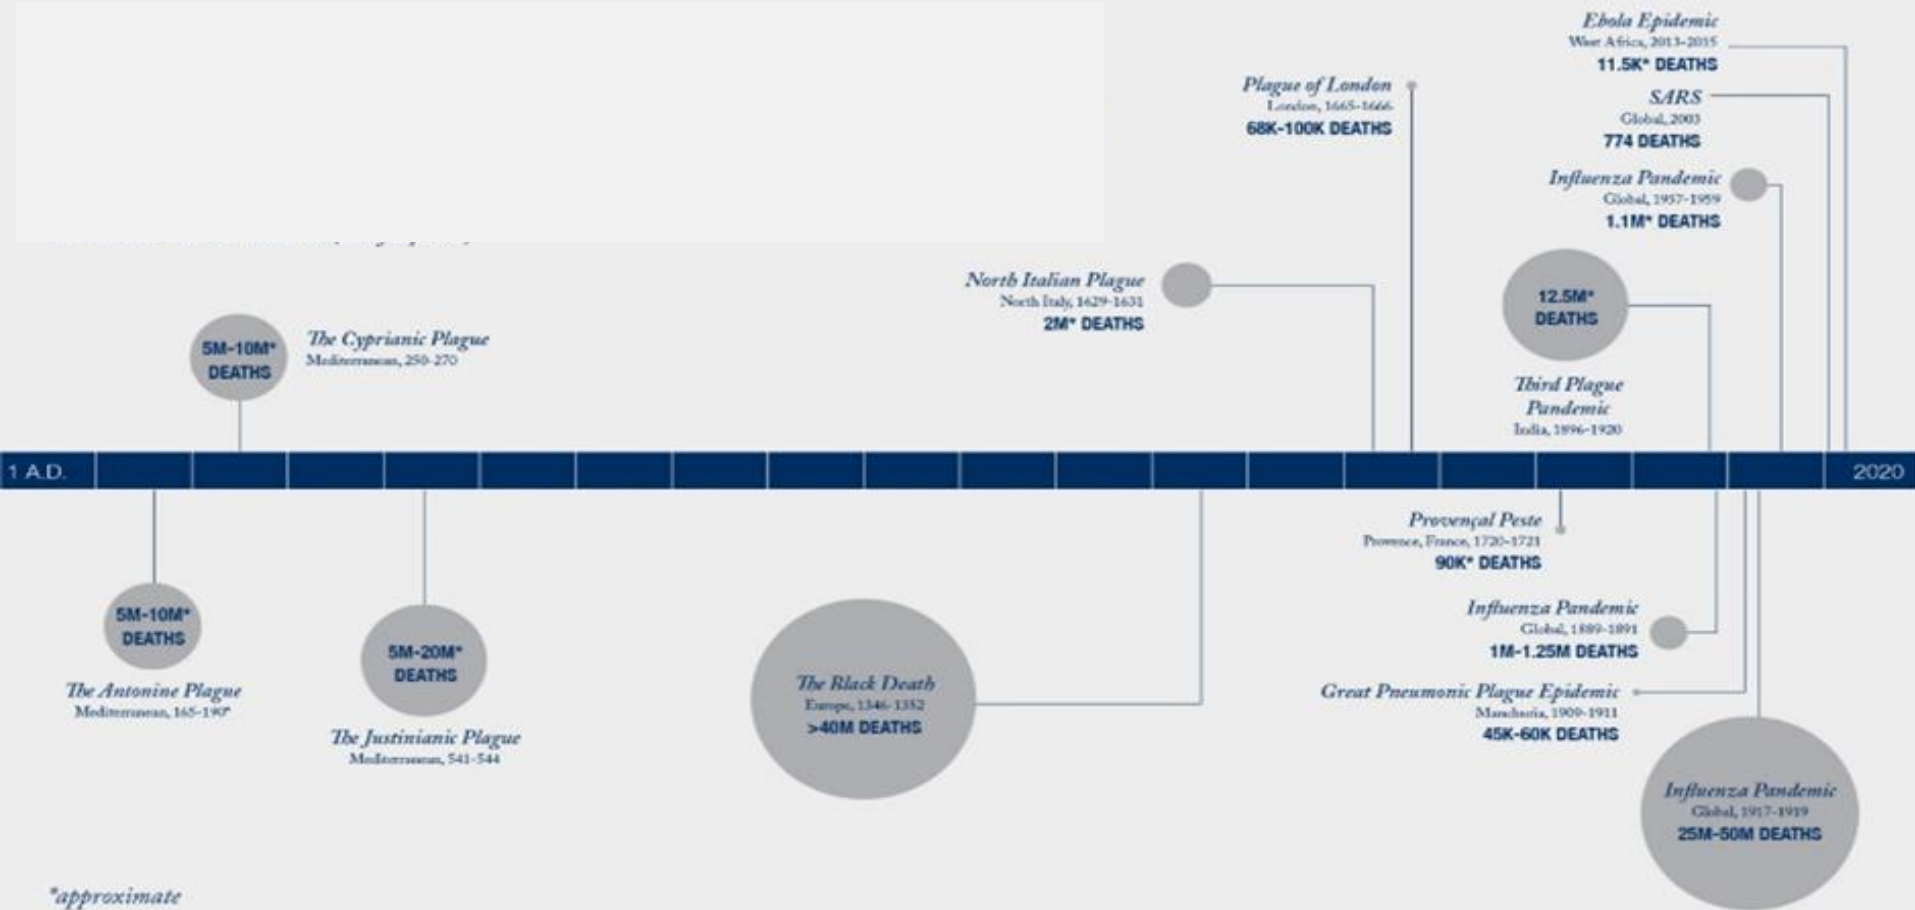 Ebola Epidemic
West Africa, 2013-2015
11.5K* DEATHS
Plague of London
London, 1665-1666
68K-100K DEATHS
SARS
Global, 2003
774 DEATHS
Influenza Pandemic
Global, 1957-1959
1.1M* DEATHS
North Italian Plague
North Italy, 1629-1631
2M* DEATHS
12.5M*
DEATHS
Third Plague
Pandemic
India, 1896-1920
5M-10M*
DEATHS
The Cyprianic Plague
Mediterranean, 250-270
1 A.D.
2020
5M-10M*
DEATHS
The Antonine Plague
Mediterranean, 165-190*
5M-20M*
DEATHS
The Justinianic Plague
Mediterranean, 541-544
The Black Death
Europe, 1346-1352
>40M DEATHS
Provençal Peste
Provence, France, 1720-1721
90K* DEATHS
Influenza Pandemic
Global, 1889-1891
1M-1.25M DEATHS
Great Pneumonic Plague Epidemic
Manchuria, 1909-1911
45K-60K DEATHS
Influenza Pandemic
Global, 1917-1919
25M-50M DEATHS
*approximate